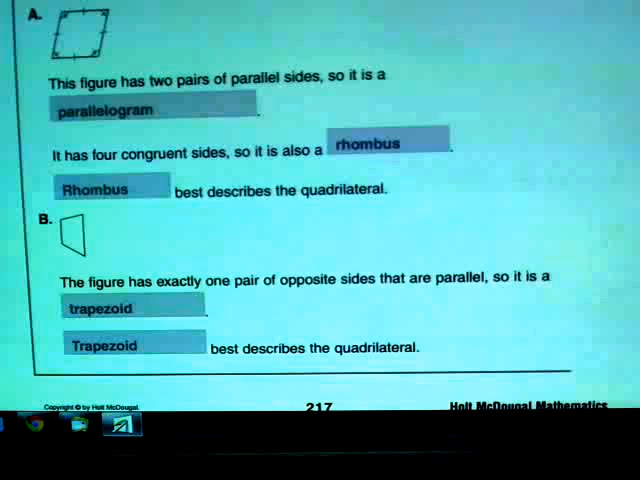 A.
This figure has two pairs of parallel sides, so it is a
parallelogram.
It has four congruent sides, so it is also a rhombus.
Rhombus best describes the quadrilateral.
B.
The figure has exactly one pair of opposite sides that are parallel, so it is a
trapezoid.
Trapezoid best describes the quadrilateral.
Copyright © by Holt McDougal. 217 Holt McDougal Mathematics